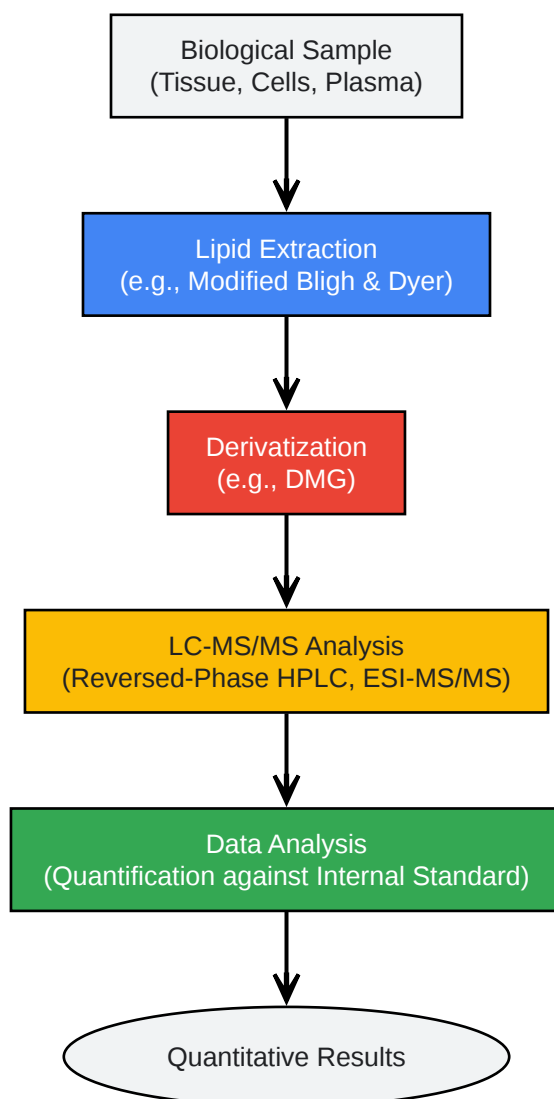 Biological Sample
(Tissue, Cells, Plasma)
Lipid Extraction
(e.g., Modified Bligh & Dyer)
Derivatization
(e.g., DMG)
LC-MS/MS Analysis
(Reversed-Phase HPLC, ESI-MS/MS)
Data Analysis
(Quantification against Internal Standard)
Quantitative Results